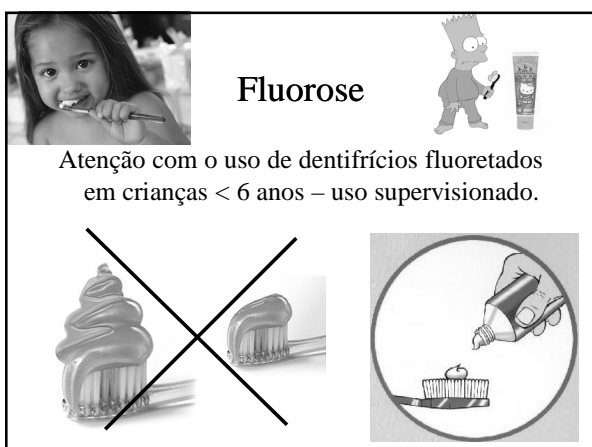 Fluorose
Atenção com o uso de dentifrícios fluoretados
em crianças < 6 anos – uso supervisionado.